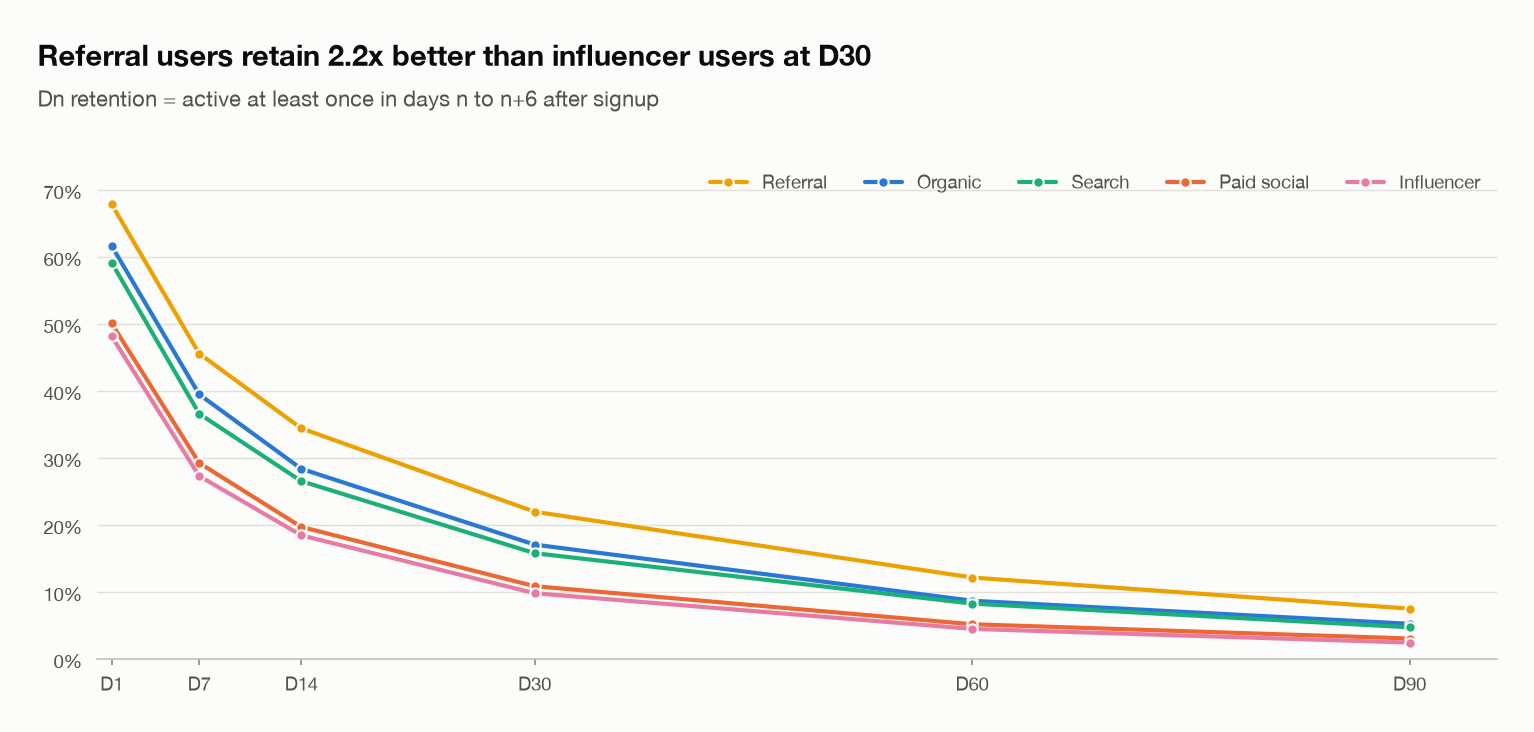 Referral users retain 2.2x better than influencer users at D30
Dn retention = active at least once in days n to n+6 after signup
Referral Organic Search Paid social Influencer
70%
60%
50%
40%
30%
20%
10%
0%
D1 D7 D14 D30 D60 D90